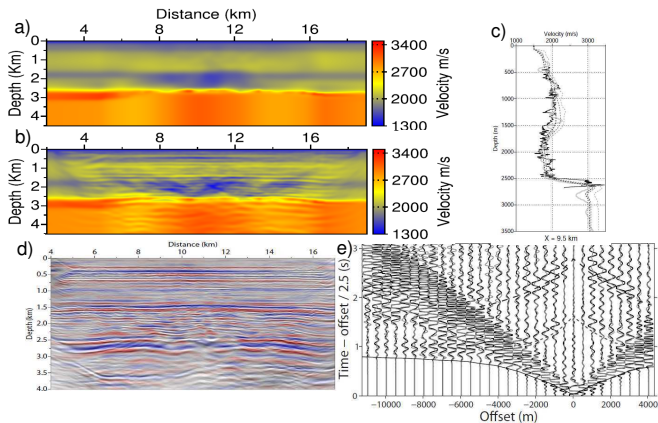 Distance (km)
a)
4 8 12 16
0
1
2
3
4
Depth (Km)
3400
2700
2000
1300
Velocity m/s
b)
4 8 12 16
0
1
2
3
4
Depth (Km)
3400
2700
2000
1300
Velocity m/s
c)
Velocity (m/s)
1000 2000 3000
0
500
1000
1500
2000
2500
3000
3500
Depth (m)
X = 9.5 km
d)
Distance (km)
4 6 8 10 12 14 16
0.0
0.5
1.0
1.5
2.0
2.5
3.0
3.5
4.0
Depth (km)
e)
3
2
1
0
Time − offset / 2.5 (s)
−10000 −8000 −6000 −4000 −2000 0 2000 4000
Offset (m)